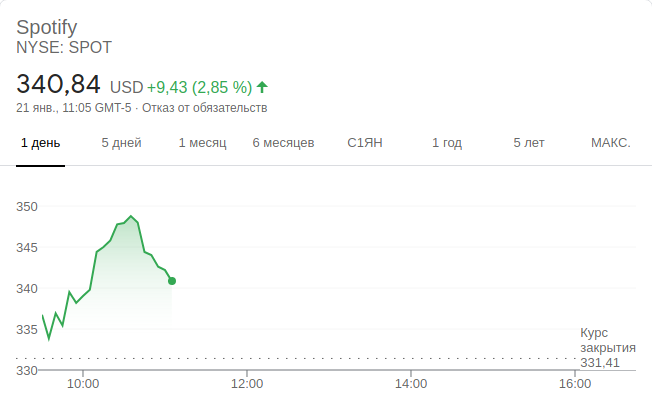 Spotify
NYSE: SPOT
340,84 USD +9,43 (2,85 %)
21 янв., 11:05 GMT-5 · Отказ от обязательств
1 день 5 дней 1 месяц 6 месяцев С1ЯН 1 год 5 лет МАКС.
350
345
340
335
330
Курс
закрытия
331,41
10:00 12:00 14:00 16:00